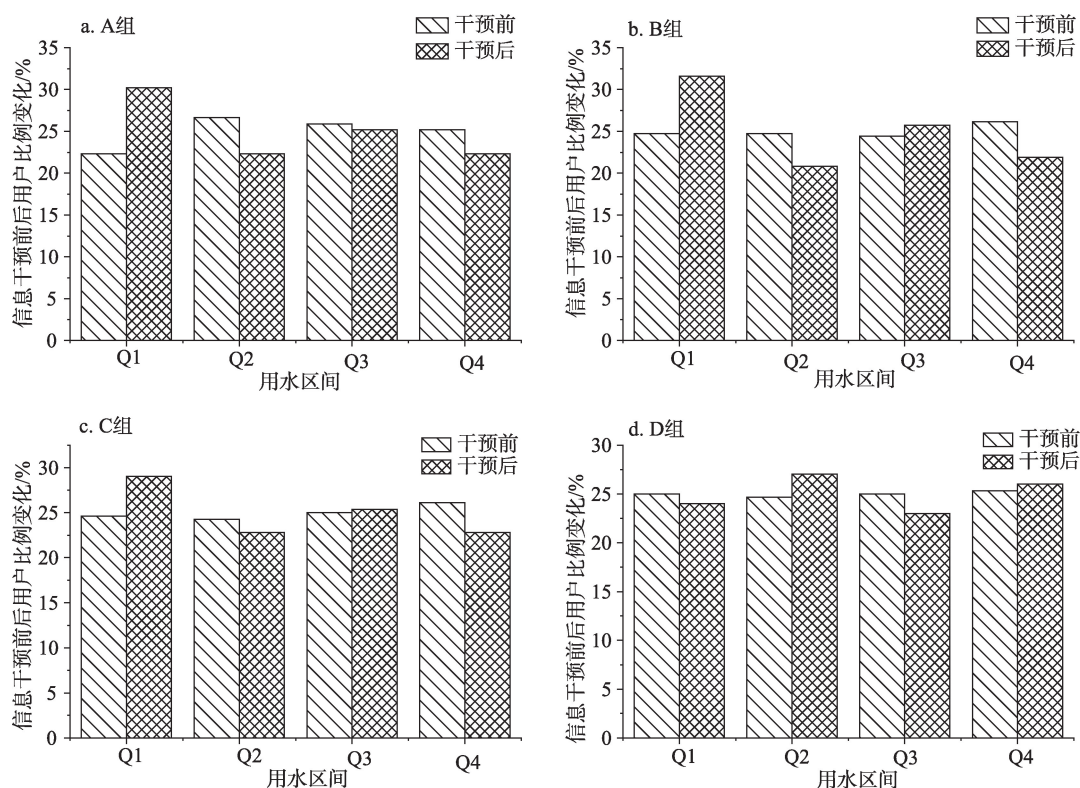 a. A组
干预前
干预后
信息干预前后用户比例变化/%
35
30
25
20
15
10
5
0
Q1 Q2 Q3 Q4
用水区间
b. B组
干预前
干预后
信息干预前后用户比例变化/%
35
30
25
20
15
10
5
0
Q1 Q2 Q3 Q4
用水区间
c. C组
干预前
干预后
信息干预前后用户比例变化/%
30
25
20
15
10
5
0
Q1 Q2 Q3 Q4
用水区间
d. D组
干预前
干预后
信息干预前后用户比例变化/%
30
25
20
15
10
5
0
Q1 Q2 Q3 Q4
用水区间